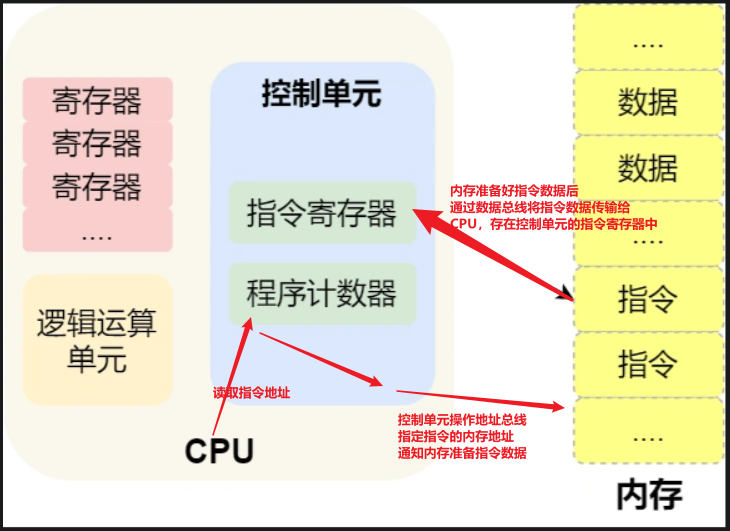 寄存器
寄存器
寄存器
....
逻辑运算
单元
控制单元
指令寄存器
程序计数器
读取指令地址
CPU
内存准备好指令数据后
通过数据总线将指令数据传输给
CPU，存在控制单元的指令寄存器中
控制单元操作地址总线
指定指令的内存地址
通知内存准备指令数据
....
数据
数据
....
指令
指令
....
内存